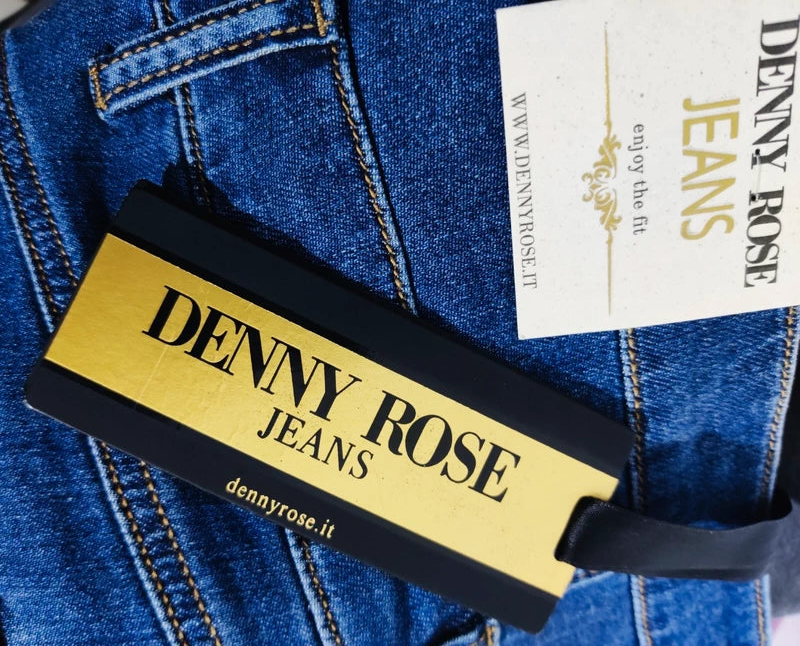 DENNY ROSE
JEANS
dennyrose.it
DENNY ROSE
JEANS
enjoy the fit
WWW.DENNYROSE.IT